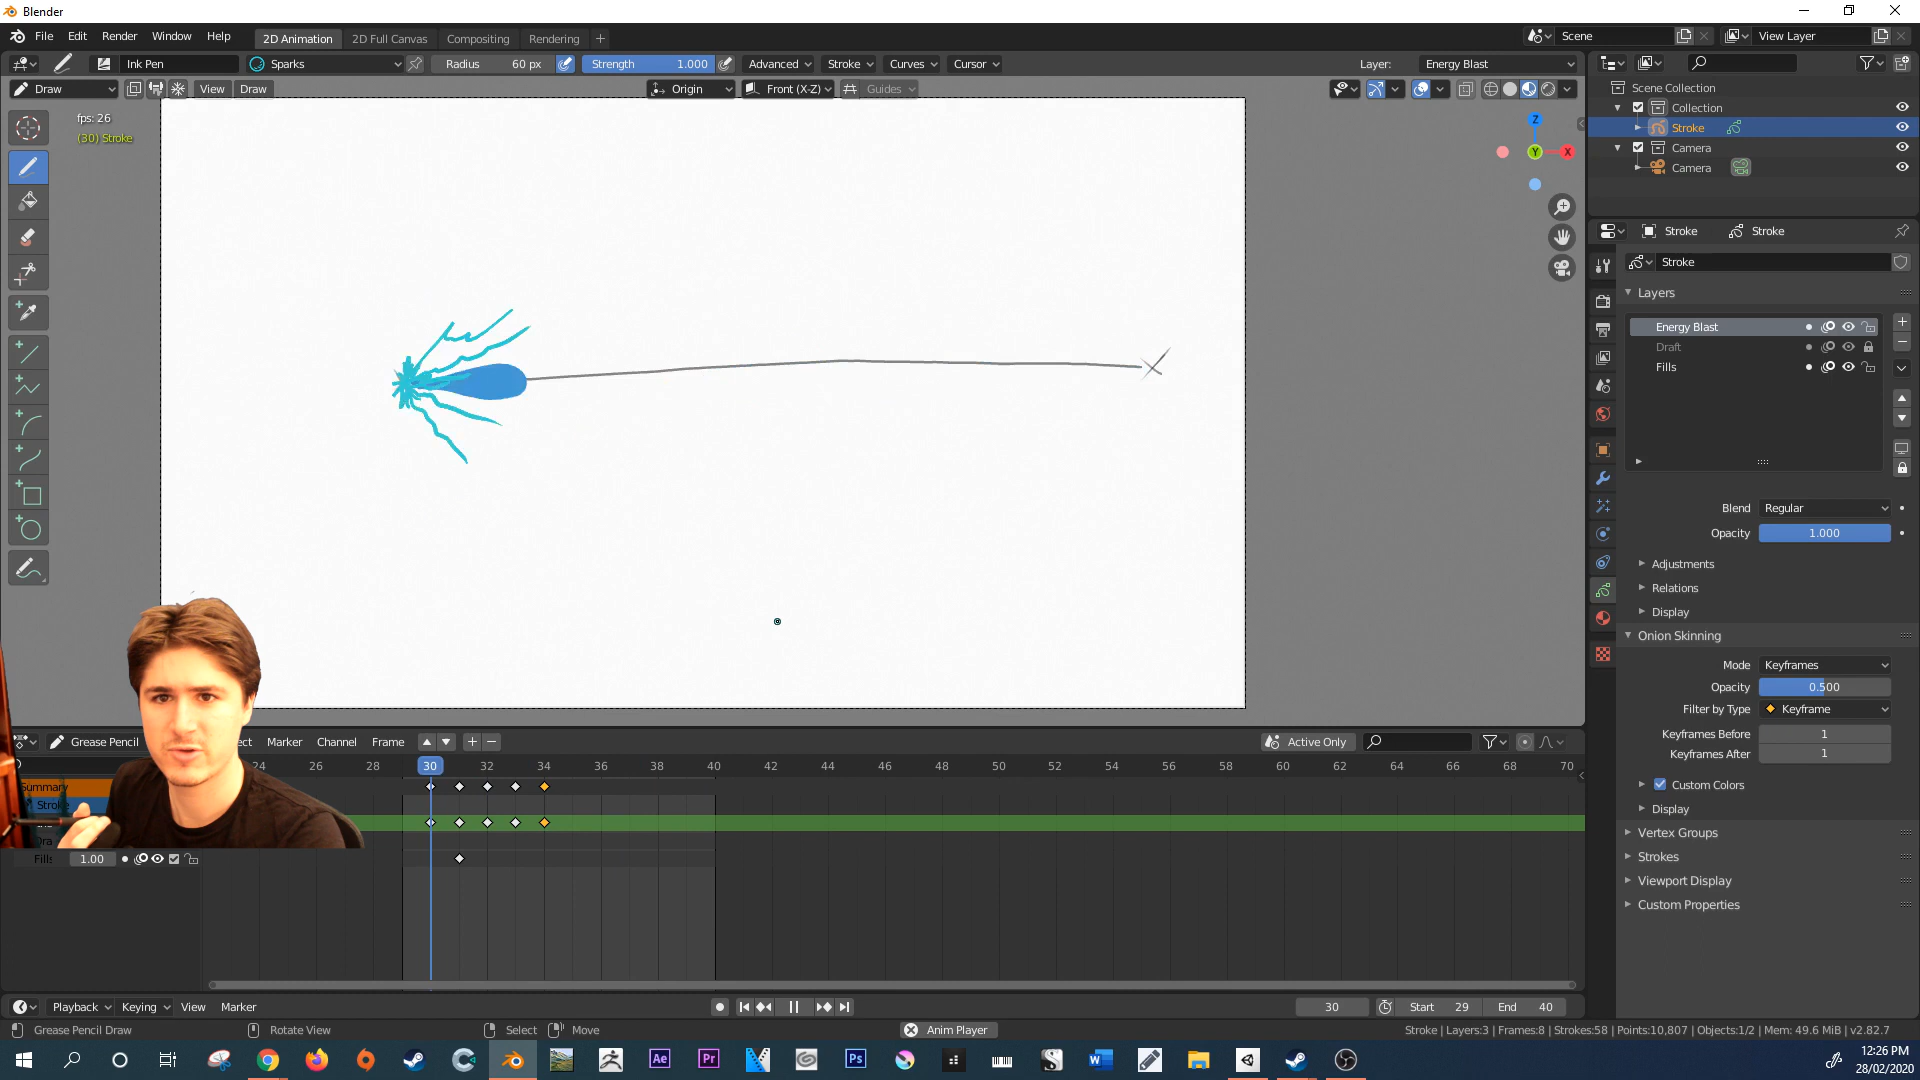 Blender
File Edit Render Window Help 2D Animation 2D Full Canvas Compositing Rendering + Scene View Layer
Ink Pen Sparks Radius 60 px Strength 1.000 Advanced Stroke Curves Cursor Layer: Energy Blast
Draw View Draw Origin Front (X-Z) Guides
fps: 26
(30) Stroke
Z
Y X
Scene Collection
Collection
Stroke
Camera
Camera
Stroke Stroke
Stroke
Layers
Energy Blast
Draft
Fills
Blend Regular
Opacity 1.000
Adjustments
Relations
Display
Onion Skinning
Mode Keyframes
Opacity 0.500
Filter by Type Keyframe
Keyframes Before 1
Keyframes After 1
Custom Colors
Display
Vertex Groups
Strokes
Viewport Display
Custom Properties
Grease Pencil ect Marker Channel Frame Active Only
24 26 28 30 32 34 36 38 40 42 44 46 48 50 52 54 56 58 60 62 64 66 68 70
Summary
Stroke
Dra
Fills 1.00
Playback Keying View Marker 30 Start 29 End 40
Grease Pencil Draw Rotate View Select Move Anim Player Stroke | Layers:3 | Frames:8 | Strokes:58 | Points:10,807 | Objects:1/2 | Mem: 49.6 MiB | v2.82.7
Ae Pr Ps
12:26 PM
28/02/2020